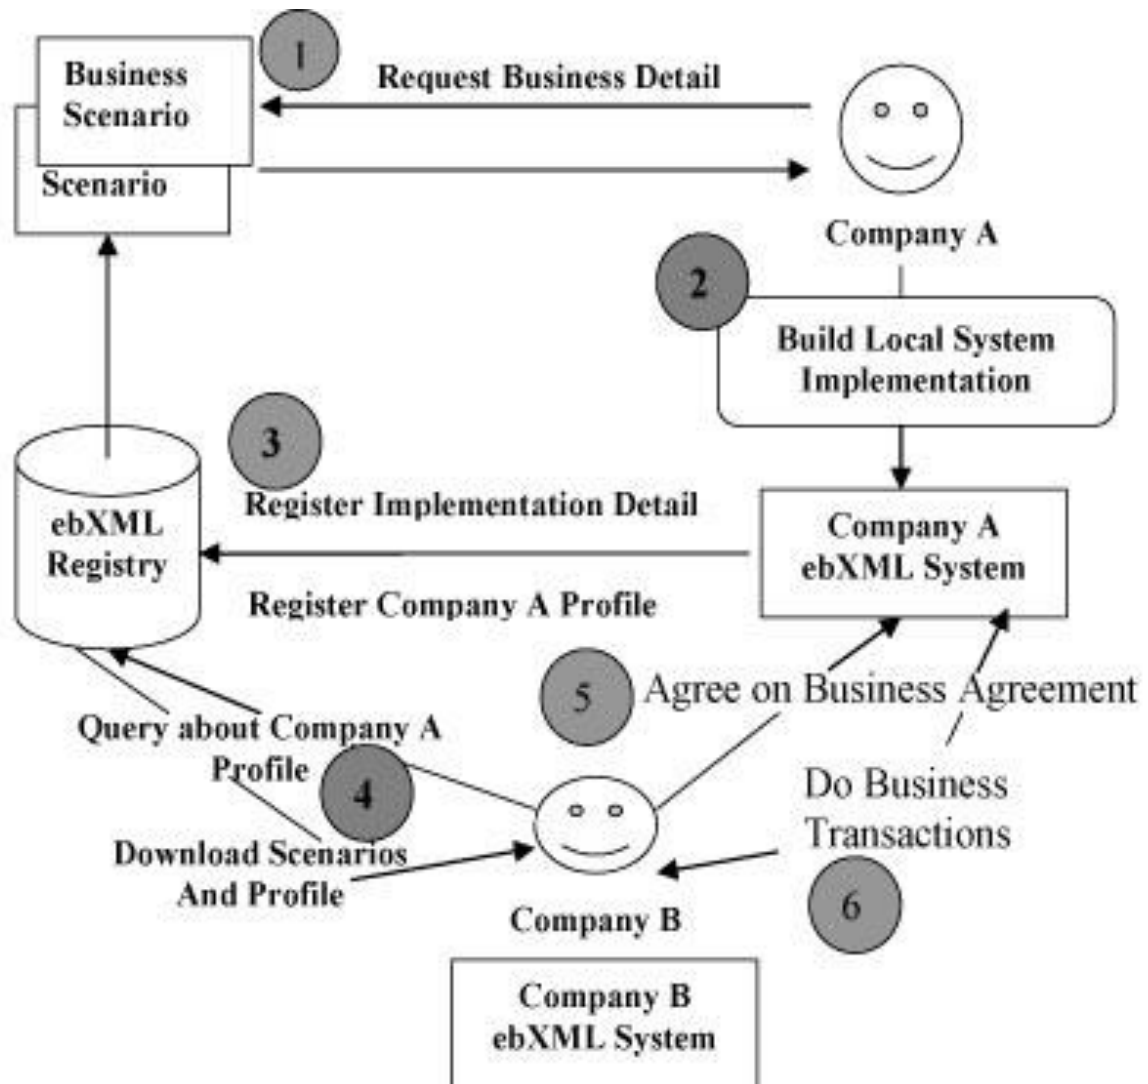 1
Business
Scenario
Scenario
Request Business Detail
Company A
2
Build Local System
Implementation
3
Register Implementation Detail
ebXML
Registry
Company A
ebXML System
Register Company A Profile
5
Agree on Business Agreement
Query about Company A
Profile
4
Do Business
Transactions
Download Scenarios
And Profile
6
Company B
Company B
ebXML System